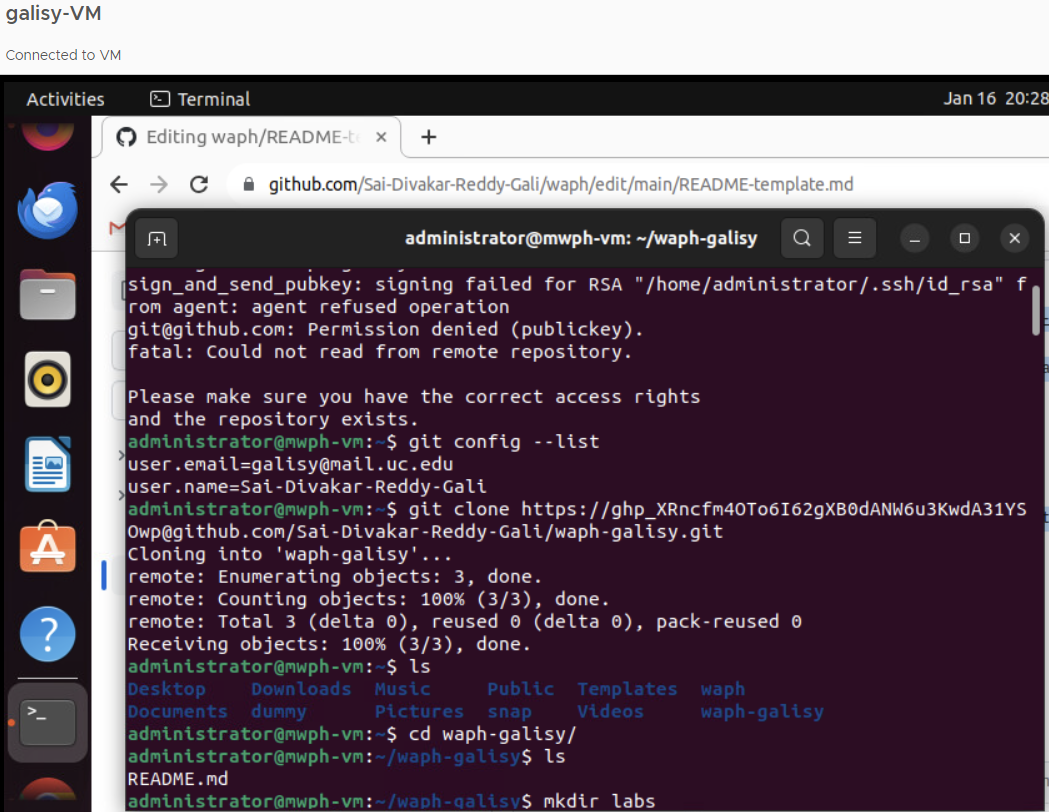 galisy-VM
Connected to VM
Activities
Terminal
Jan 16 20:28
Editing waph/README-t
github.com/Sai-Divakar-Reddy-Gali/waph/edit/main/README-template.md
administrator@mwph-vm: ~/waph-galisy
sign_and_send_pubkey: signing failed for RSA "/home/administrator/.ssh/id_rsa" f
rom agent: agent refused operation
git@github.com: Permission denied (publickey).
fatal: Could not read from remote repository.
Please make sure you have the correct access rights
and the repository exists.
administrator@mwph-vm:~$ git config --list
user.email=galisy@mail.uc.edu
user.name=Sai-Divakar-Reddy-Gali
administrator@mwph-vm:~$ git clone https://ghp_XRncfm4OTo6I62gXB0dANW6u3KwdA31YS
Owp@github.com/Sai-Divakar-Reddy-Gali/waph-galisy.git
Cloning into 'waph-galisy'...
remote: Enumerating objects: 3, done.
remote: Counting objects: 100% (3/3), done.
remote: Total 3 (delta 0), reused 0 (delta 0), pack-reused 0
Receiving objects: 100% (3/3), done.
administrator@mwph-vm:~$ ls
Desktop Downloads Music Public Templates waph
Documents dummy Pictures snap Videos waph-galisy
administrator@mwph-vm:~$ cd waph-galisy/
administrator@mwph-vm:~/waph-galisy$ ls
README.md
administrator@mwph-vm:~/waph-galisy$ mkdir labs